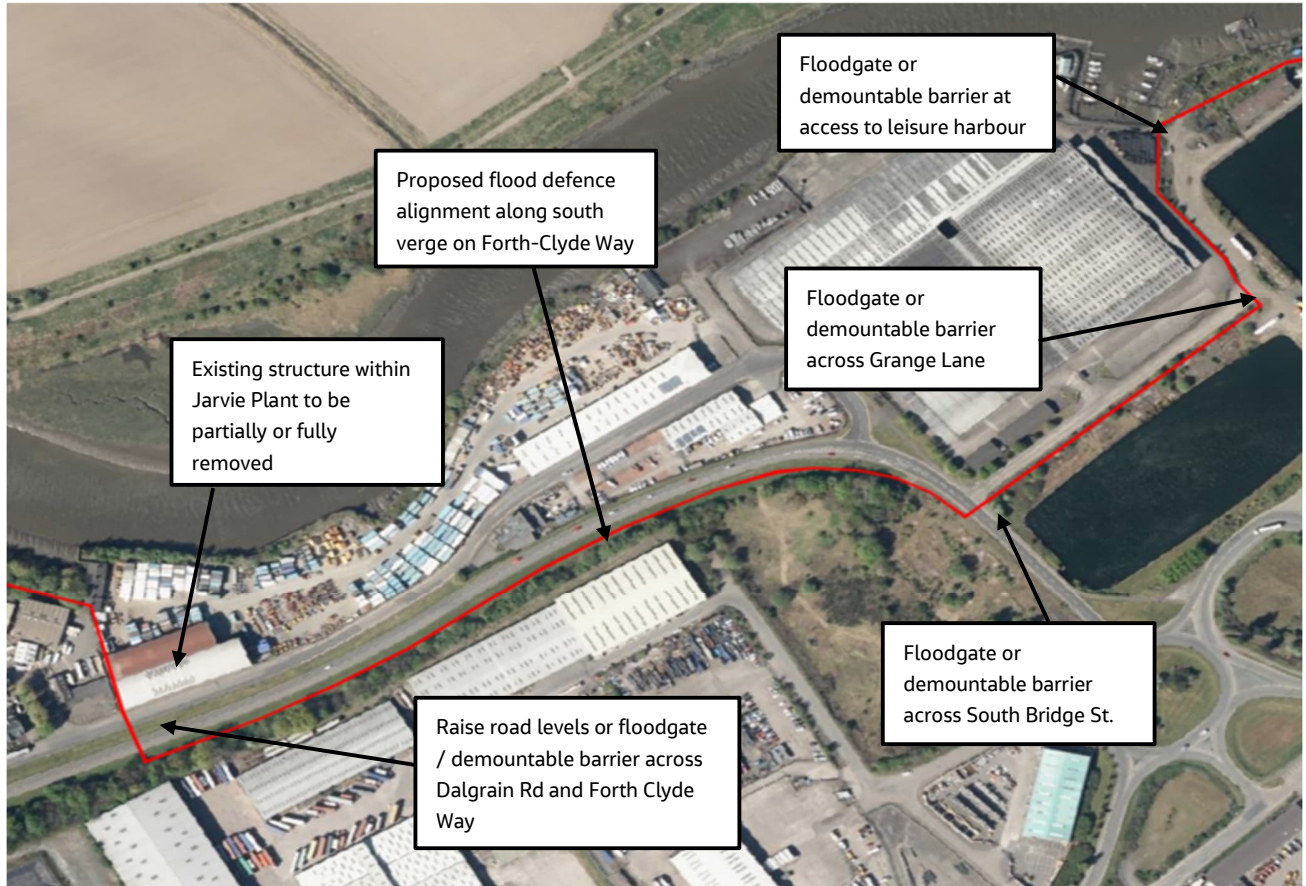 Floodgate or
demountable barrier at
access to leisure harbour
Proposed flood defence
alignment along south
verge on Forth-Clyde Way
Floodgate or
demountable barrier
across Grange Lane
Existing structure within
Jarvie Plant to be
partially or fully
removed
Floodgate or
demountable barrier
across South Bridge St.
Raise road levels or floodgate
/ demountable barrier across
Dalgrain Rd and Forth Clyde
Way